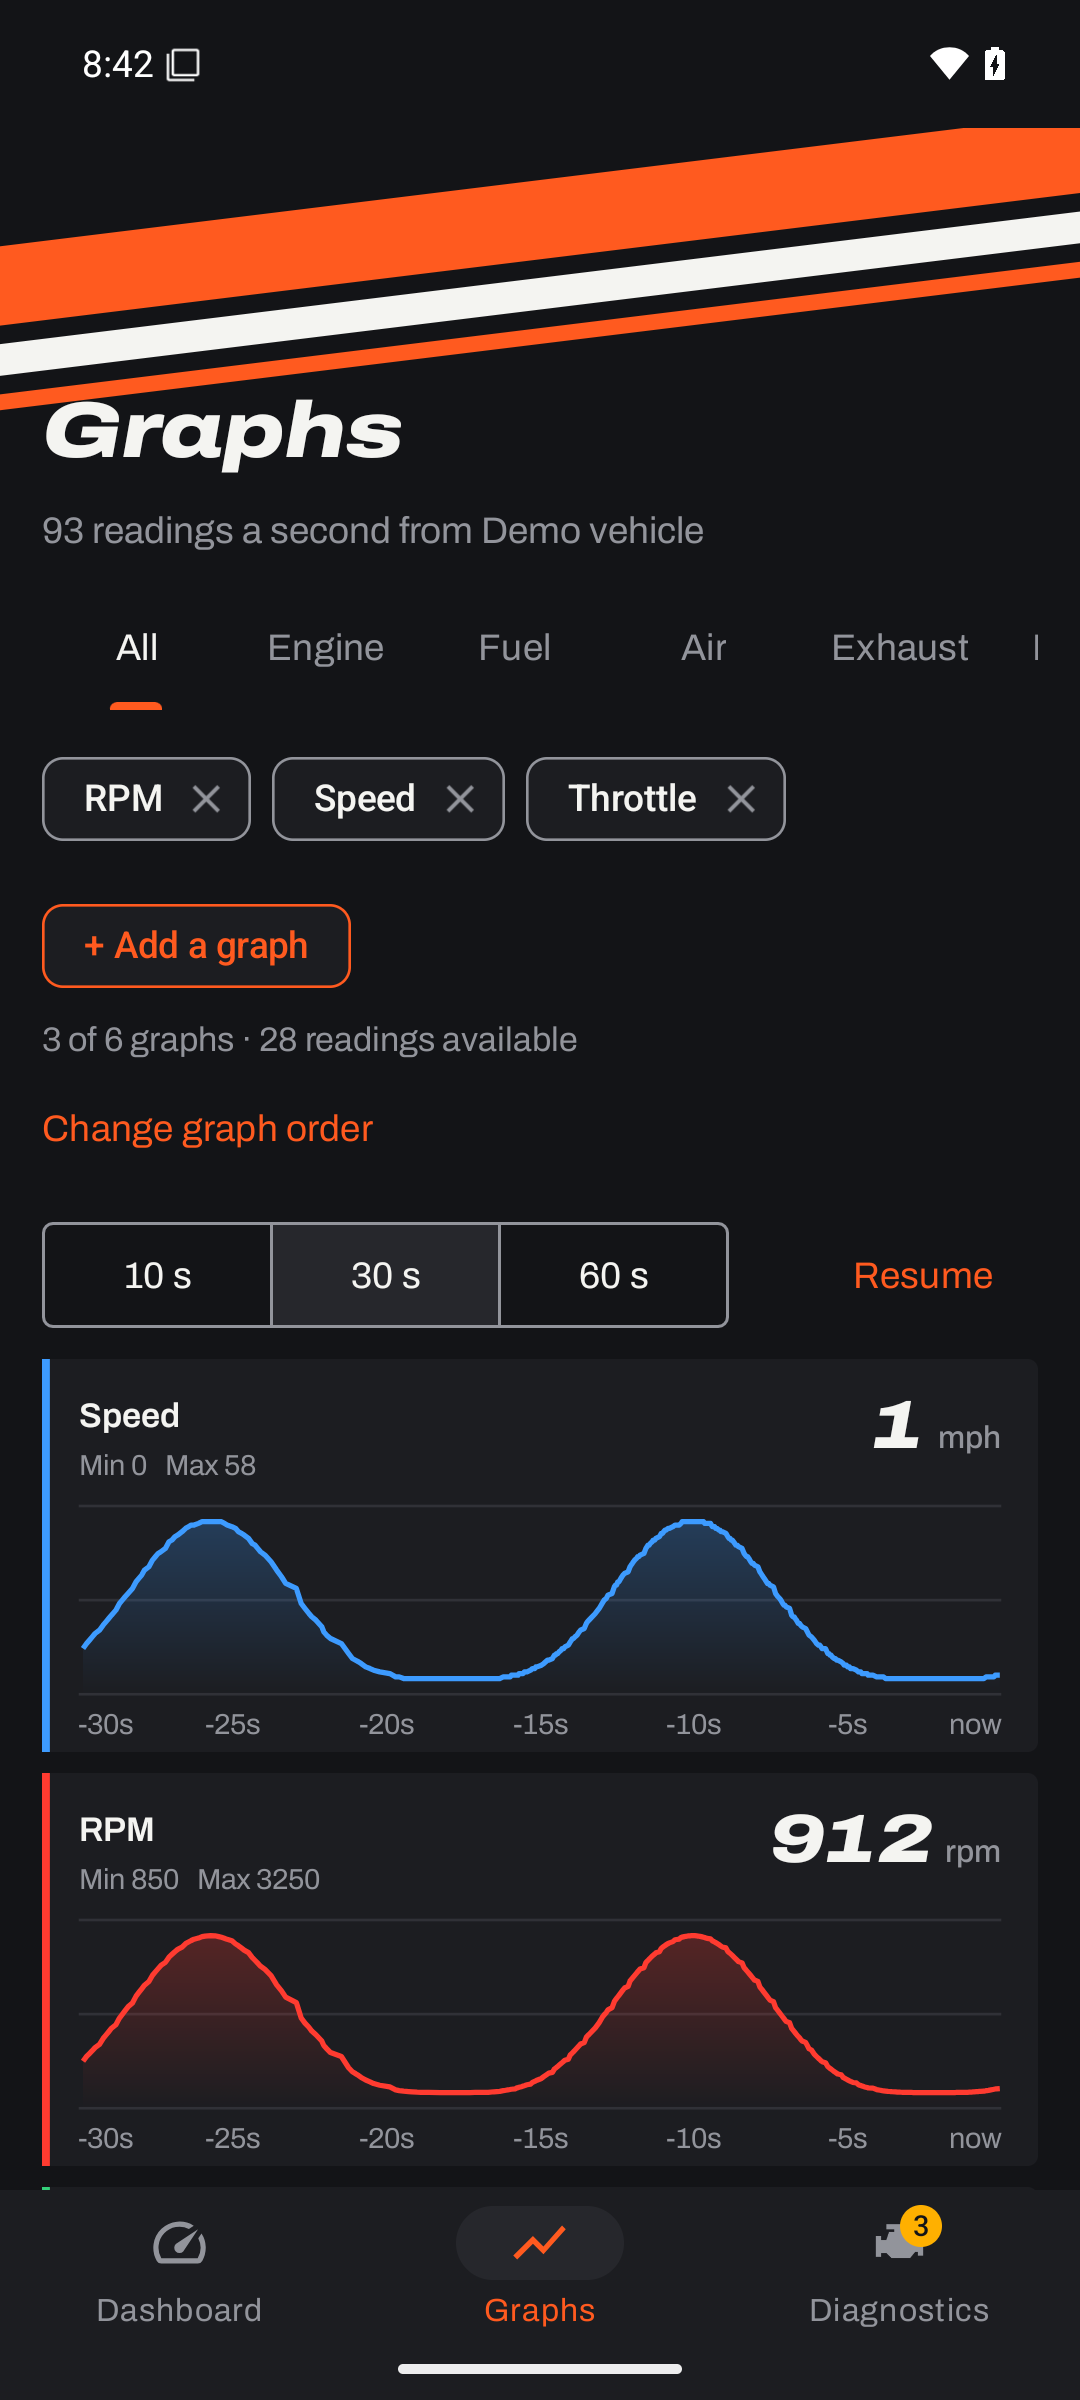 8:42
Graphs
93 readings a second from Demo vehicle
All Engine Fuel Air Exhaust
RPM Speed Throttle
+ Add a graph
3 of 6 graphs · 28 readings available
Change graph order
10 s 30 s 60 s Resume
Speed 1 mph
Min 0 Max 58
-30s -25s -20s -15s -10s -5s now
RPM 912 rpm
Min 850 Max 3250
-30s -25s -20s -15s -10s -5s now
3
Dashboard Graphs Diagnostics